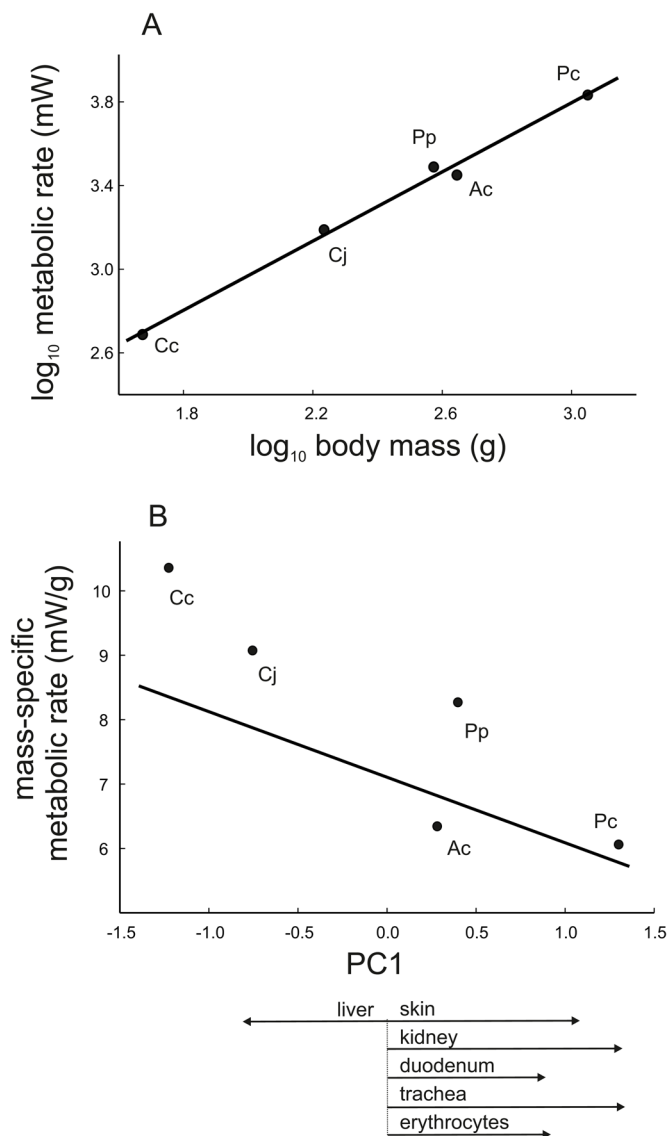 A
log10 metabolic rate (mW)
3.8
3.4
3.0
2.6
Pc
Pp
Ac
Cj
Cc
1.8
2.2
2.6
3.0
log10 body mass (g)
B
mass-specific
metabolic rate (mW/g)
10
9
8
7
6
Cc
Cj
Pp
Pc
Ac
-1.5
-1.0
-0.5
0.0
0.5
1.0
1.5
PC1
liver
skin
kidney
duodenum
trachea
erythrocytes